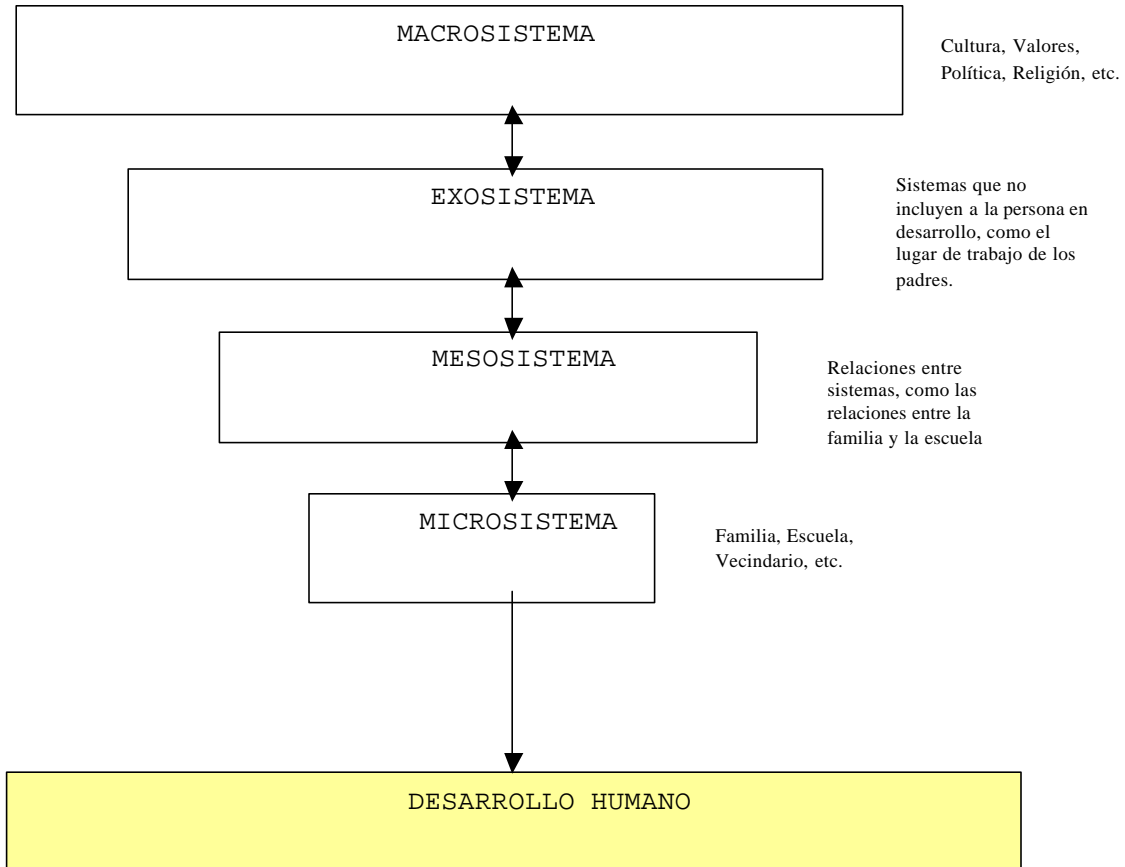 MACROSISTEMA
Cultura, Valores,
Política, Religión, etc.
EXOSISTEMA
Sistemas que no
incluyen a la persona en
desarrollo, como el
lugar de trabajo de los
padres.
MESOSISTEMA
Relaciones entre
sistemas, como las
relaciones entre la
familia y la escuela
MICROSISTEMA
Familia, Escuela,
Vecindario, etc.
DESARROLLO HUMANO